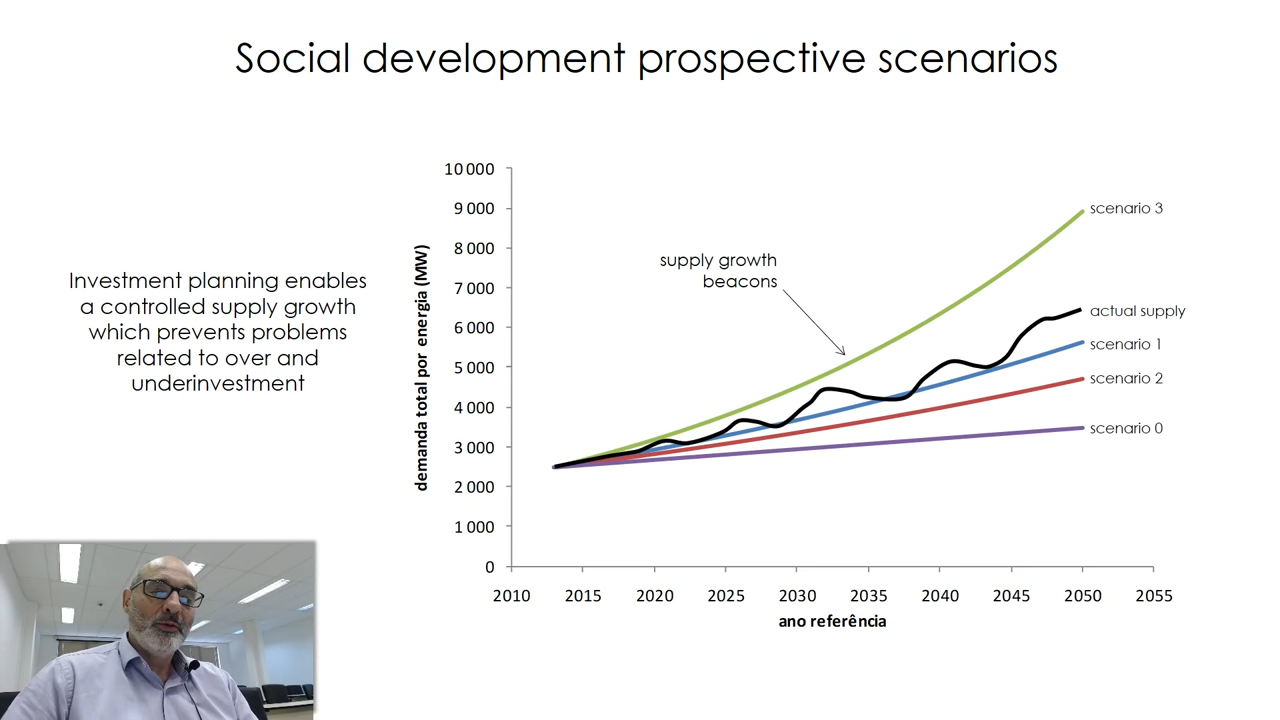 Social development prospective scenarios
Investment planning enables
a controlled supply growth
which prevents problems
related to over and
underinvestment
demanda total por energia (MW)
10 000
9 000
8 000
7 000
6 000
5 000
4 000
3 000
2 000
1 000
0
supply growth
beacons
scenario 3
actual supply
scenario 1
scenario 2
scenario 0
2010 2015 2020 2025 2030 2035 2040 2045 2050 2055
ano referência